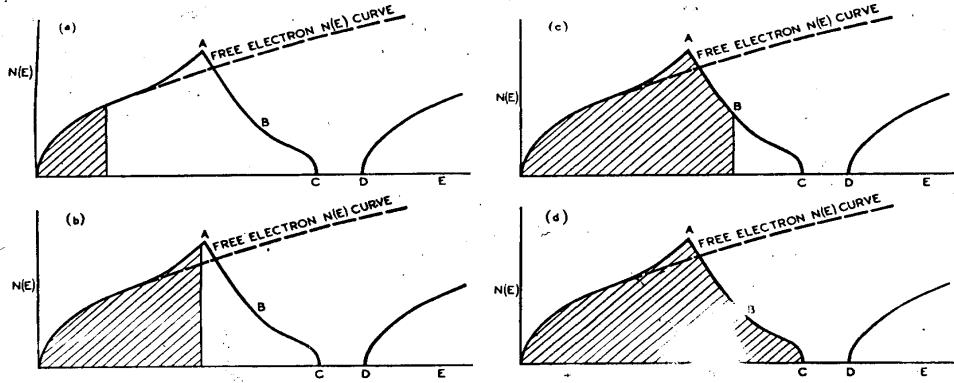 (a)
FREE ELECTRON N(E) CURVE
A
N(E)
B
C D E
(c)
FREE ELECTRON N(E) CURVE
A
N(E)
B
C D E
(b)
FREE ELECTRON N(E) CURVE
A
N(E)
B
C D E
(d)
FREE ELECTRON N(E) CURVE
A
N(E)
B
C D E